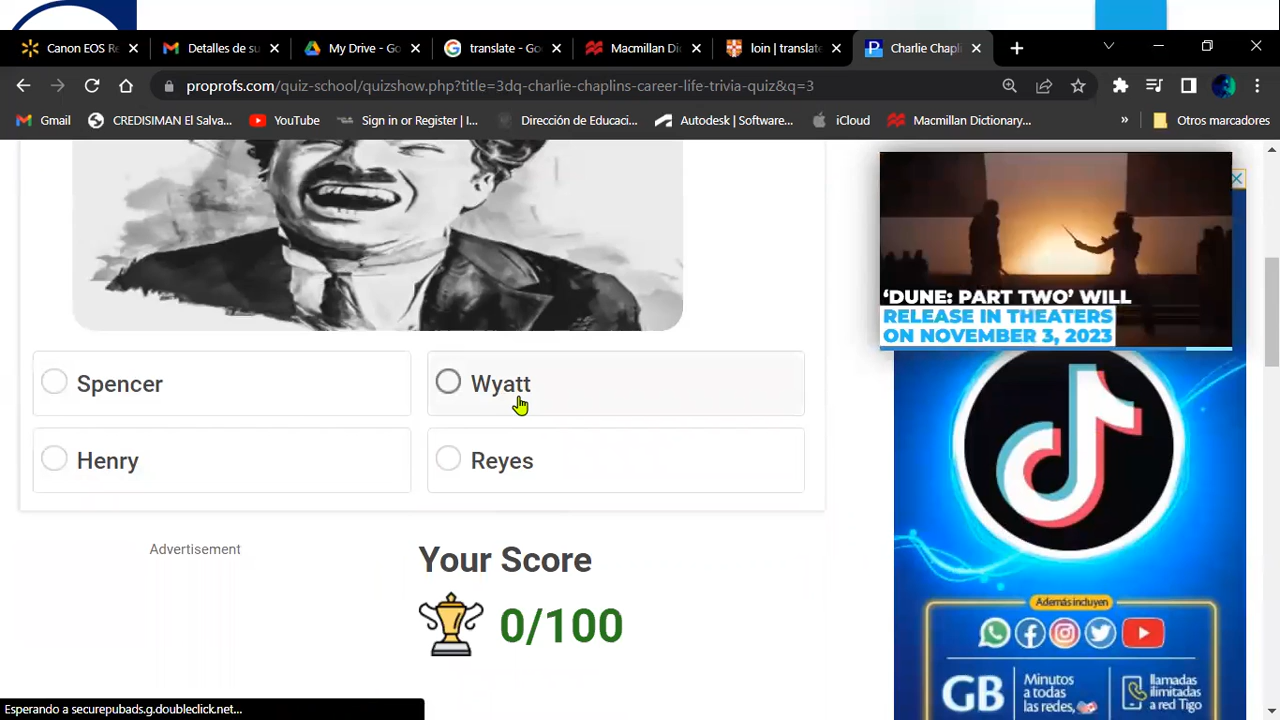 Canon EOS Re
Detalles de su
My Drive - Go
translate - Go
Macmillan Di
loin | translate
Charlie Chapl
proprofs.com/quiz-school/quizshow.php?title=3dq-charlie-chaplins-career-life-trivia-quiz&q=3
Gmail
CREDISIMAN El Salva...
YouTube
Sign in or Register | I...
Dirección de Educaci...
Autodesk | Software...
iCloud
Macmillan Dictionary...
»
Otros marcadores
'DUNE: PART TWO' WILL
RELEASE IN THEATERS
ON NOVEMBER 3, 2023
Spencer
Wyatt
Henry
Reyes
Advertisement
Your Score
0/100
Además incluyen
GB
Minutos
a todas
las redes,
llamadas
ilimitadas
a red Tigo
Esperando a securepubads.g.doubleclick.net...